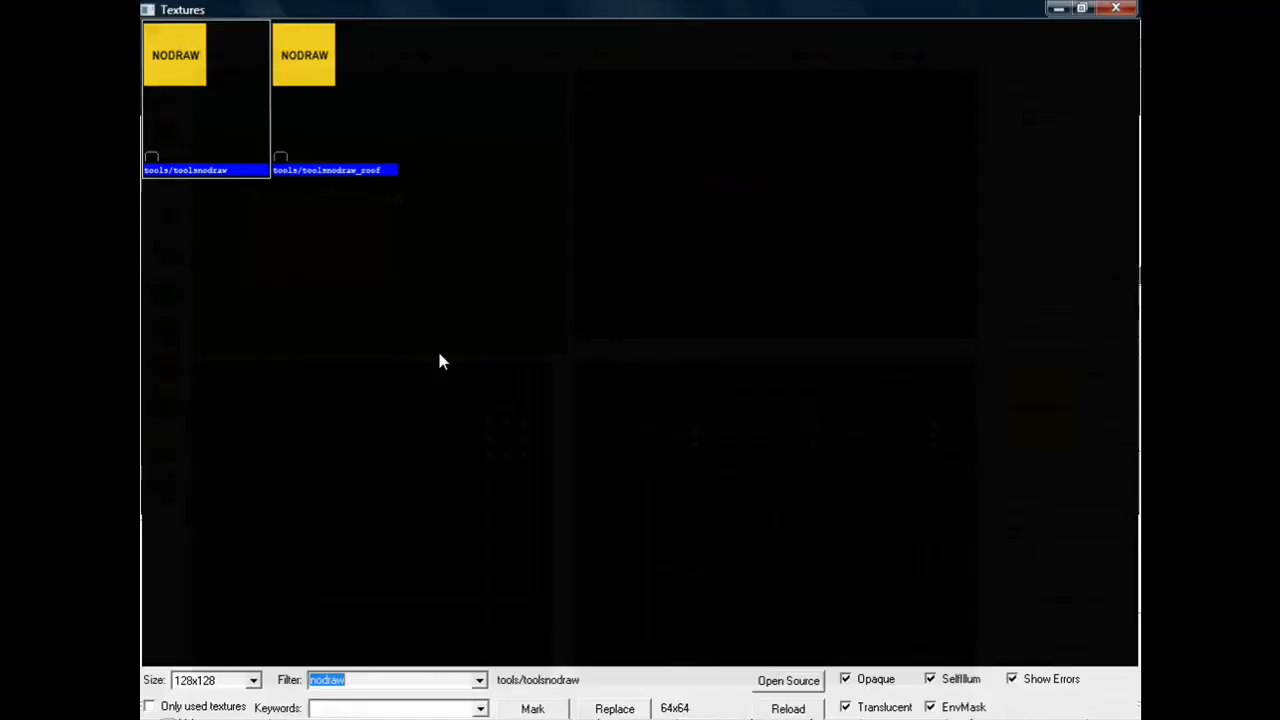 Textures
NODRAW NODRAW
tools/toolsnodraw tools/toolsnodraw_roof
Size: 128x128 Filter: nodraw tools/toolsnodraw Open Source Opaque SelfIllum Show Errors
Only used textures Keywords: Mark Replace 64x64 Reload Translucent EnvMask